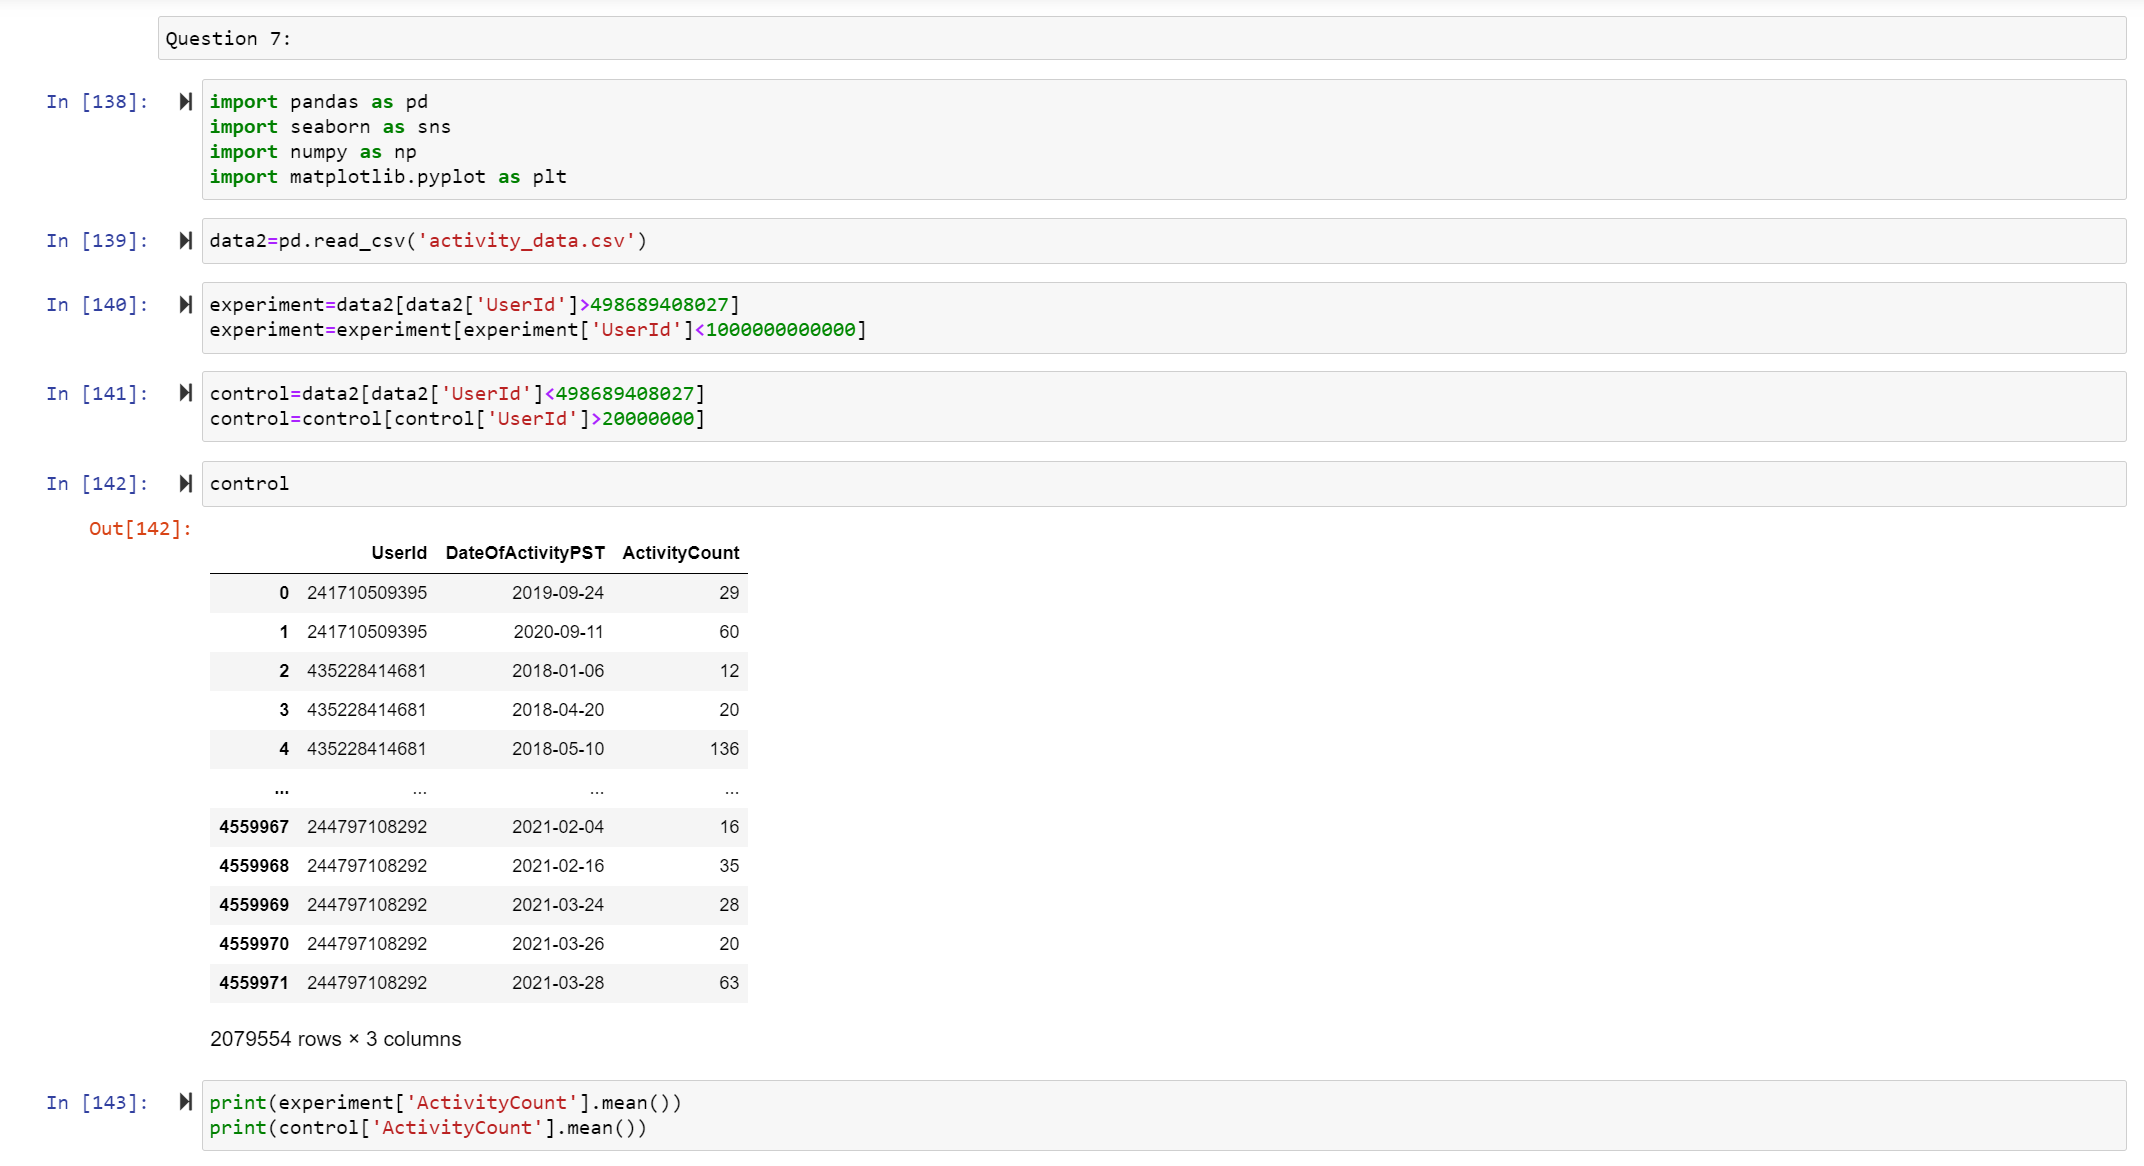 Question 7:
In [138]:
import pandas as pd
import seaborn as sns
import numpy as np
import matplotlib.pyplot as plt
In [139]:
data2=pd.read_csv('activity_data.csv')
In [140]:
experiment=data2[data2['UserId']>498689408027]
experiment=experiment[experiment['UserId']<1000000000000]
In [141]:
control=data2[data2['UserId']<498689408027]
control=control[control['UserId']>20000000]
In [142]:
control
Out[142]:
UserId DateOfActivityPST ActivityCount
0 241710509395 2019-09-24 29
1 241710509395 2020-09-11 60
2 435228414681 2018-01-06 12
3 435228414681 2018-04-20 20
4 435228414681 2018-05-10 136
... ... ... ...
4559967 244797108292 2021-02-04 16
4559968 244797108292 2021-02-16 35
4559969 244797108292 2021-03-24 28
4559970 244797108292 2021-03-26 20
4559971 244797108292 2021-03-28 63
2079554 rows × 3 columns
In [143]:
print(experiment['ActivityCount'].mean())
print(control['ActivityCount'].mean())